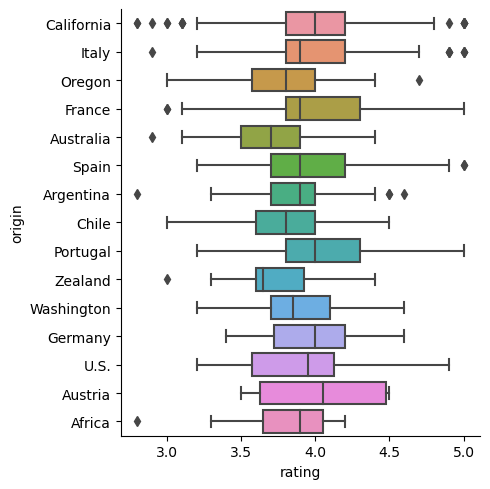 California
Italy
Oregon
France
Australia
Spain
Argentina
Chile
Portugal
Zealand
Washington
Germany
U.S.
Austria
Africa
origin
3.0 3.5 4.0 4.5 5.0
rating